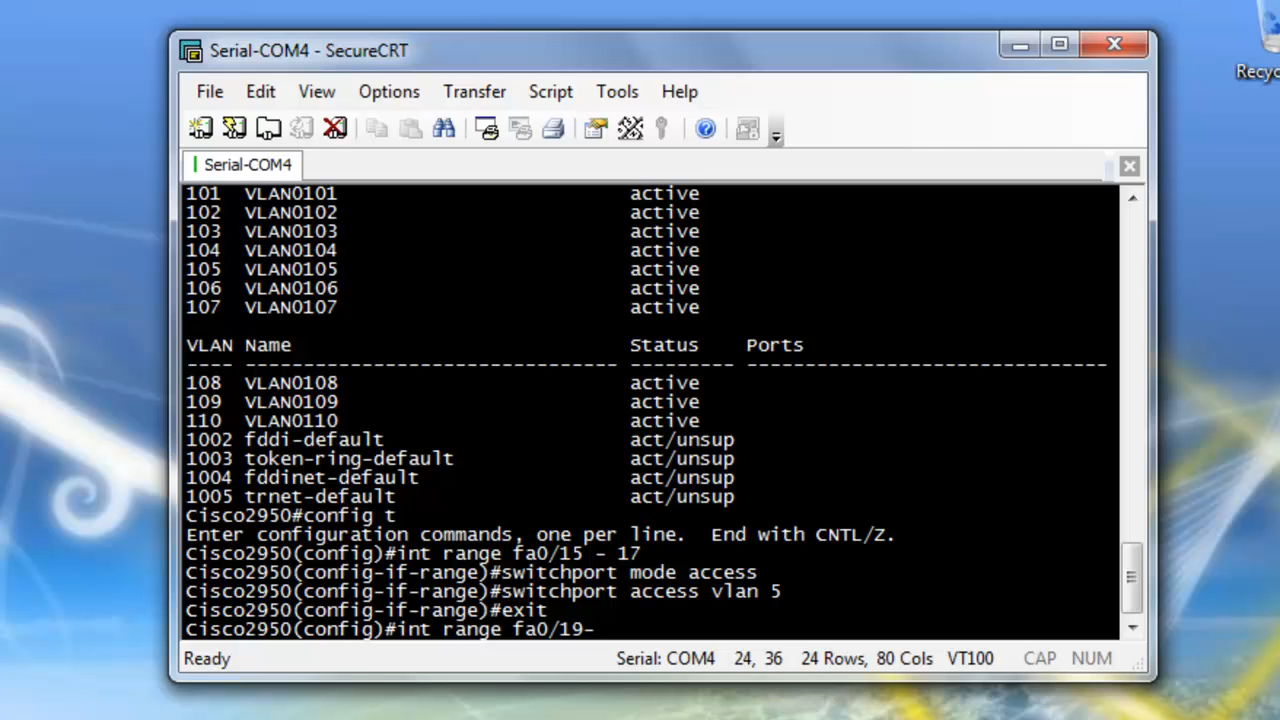 Serial-COM4 - SecureCRT
Recyc
File Edit View Options Transfer Script Tools Help
Serial-COM4
101 VLAN0101 active
102 VLAN0102 active
103 VLAN0103 active
104 VLAN0104 active
105 VLAN0105 active
106 VLAN0106 active
107 VLAN0107 active
VLAN Name Status Ports
---- -------------------------------- --------- -------------------------------
108 VLAN0108 active
109 VLAN0109 active
110 VLAN0110 active
1002 fddi-default act/unsup
1003 token-ring-default act/unsup
1004 fddinet-default act/unsup
1005 trnet-default act/unsup
Cisco2950#config t
Enter configuration commands, one per line.  End with CNTL/Z.
Cisco2950(config)#int range fa0/15 - 17
Cisco2950(config-if-range)#switchport mode access
Cisco2950(config-if-range)#switchport access vlan 5
Cisco2950(config-if-range)#exit
Cisco2950(config)#int range fa0/19-
Ready Serial: COM4 24, 36 24 Rows, 80 Cols VT100 CAP NUM